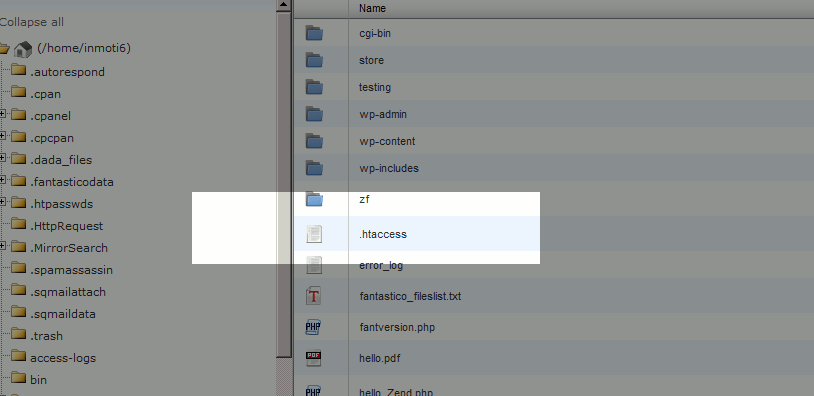 Collapse all
(/home/inmoti6)
.autorespond
.cpan
.cpanel
.cpcpan
.dada_files
.fantasticodata
.htpasswds
.HttpRequest
.MirrorSearch
.spamassassin
.sqmailattach
.sqmaildata
.trash
access-logs
bin
Name
cgi-bin
store
testing
wp-admin
wp-content
wp-includes
zf
.htaccess
error_log
T
fantastico_fileslist.txt
PHP
fantversion.php
PDF
hello.pdf
PHP
hello_Zend.php